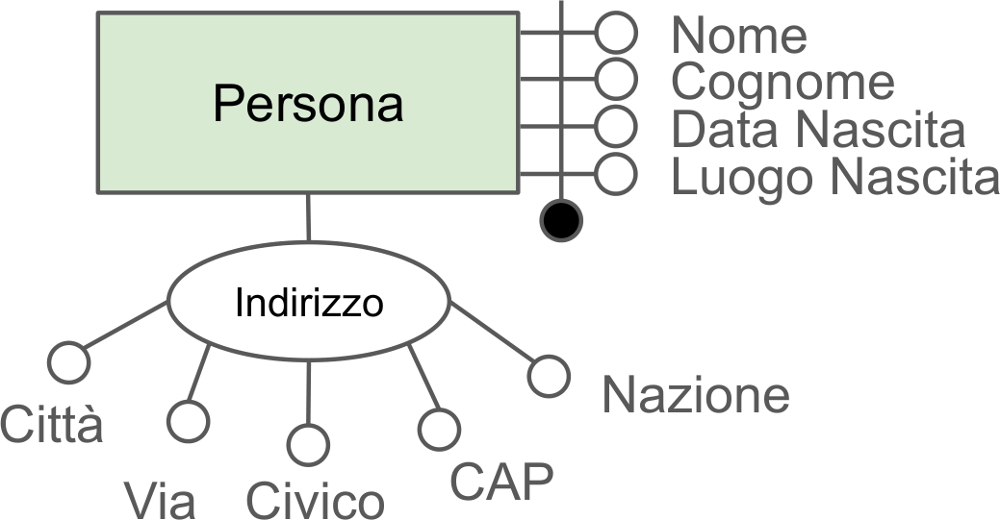 Persona
Nome
Cognome
Data Nascita
Luogo Nascita
Indirizzo
Città
Via
Civico
CAP
Nazione